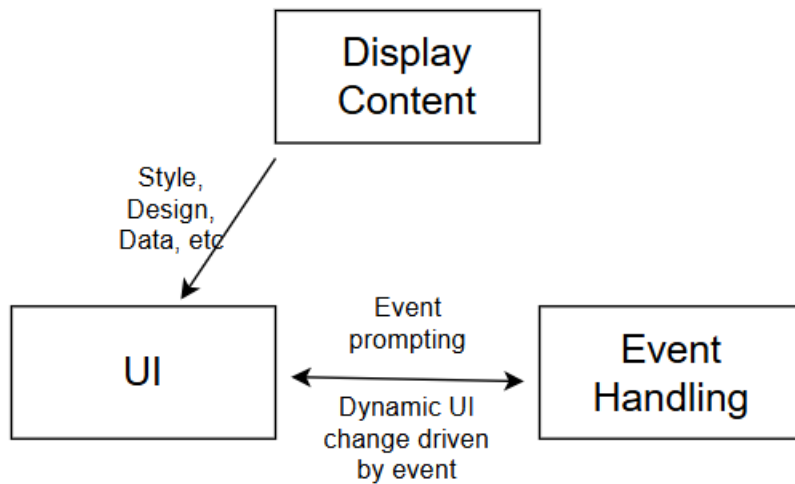 Display
Content
Style,
Design,
Data, etc
UI
Event
prompting
Dynamic UI
change driven
by event
Event
Handling